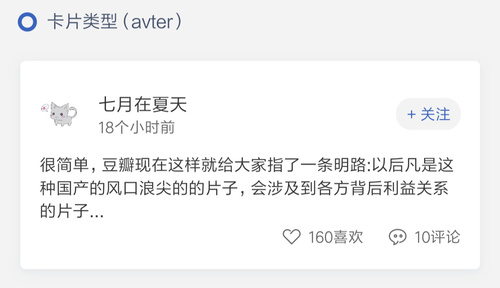 卡片类型（avter）
七月在夏天
18个小时前
+ 关注
很简单，豆瓣现在这样就给大家指了一条明路:以后凡是这
种国产的风口浪尖的的片子，会涉及到各方背后利益关系
的片子...
160喜欢 10评论